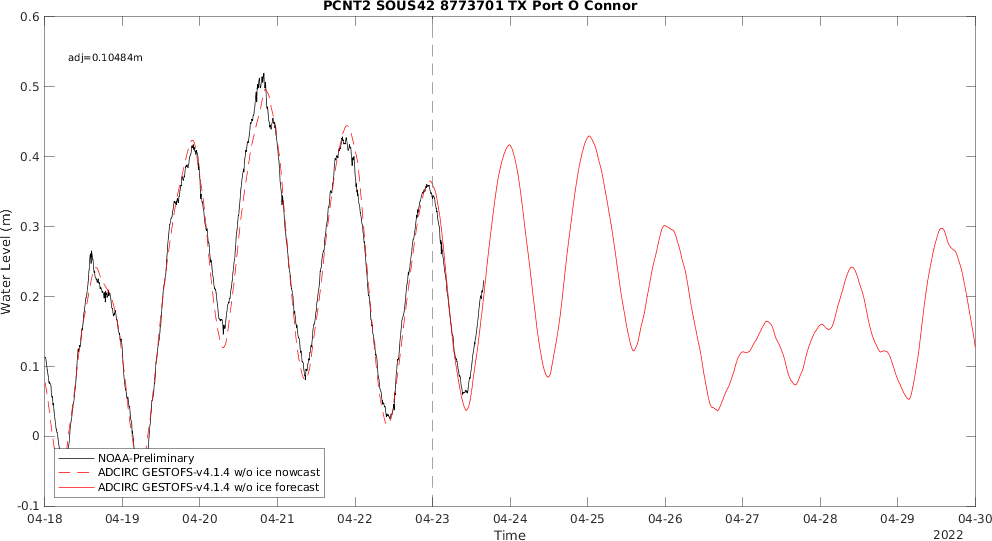 PCNT2 SOUS42 8773701 TX Port O Connor
adj=0.10484m
0.6
0.5
0.4
0.3
0.2
0.1
0
-0.1
Water Level (m)
NOAA-Preliminary
ADCIRC GESTOFS-v4.1.4 w/o ice nowcast
ADCIRC GESTOFS-v4.1.4 w/o ice forecast
04-18 04-19 04-20 04-21 04-22 04-23 04-24 04-25 04-26 04-27 04-28 04-29 04-30
Time
2022